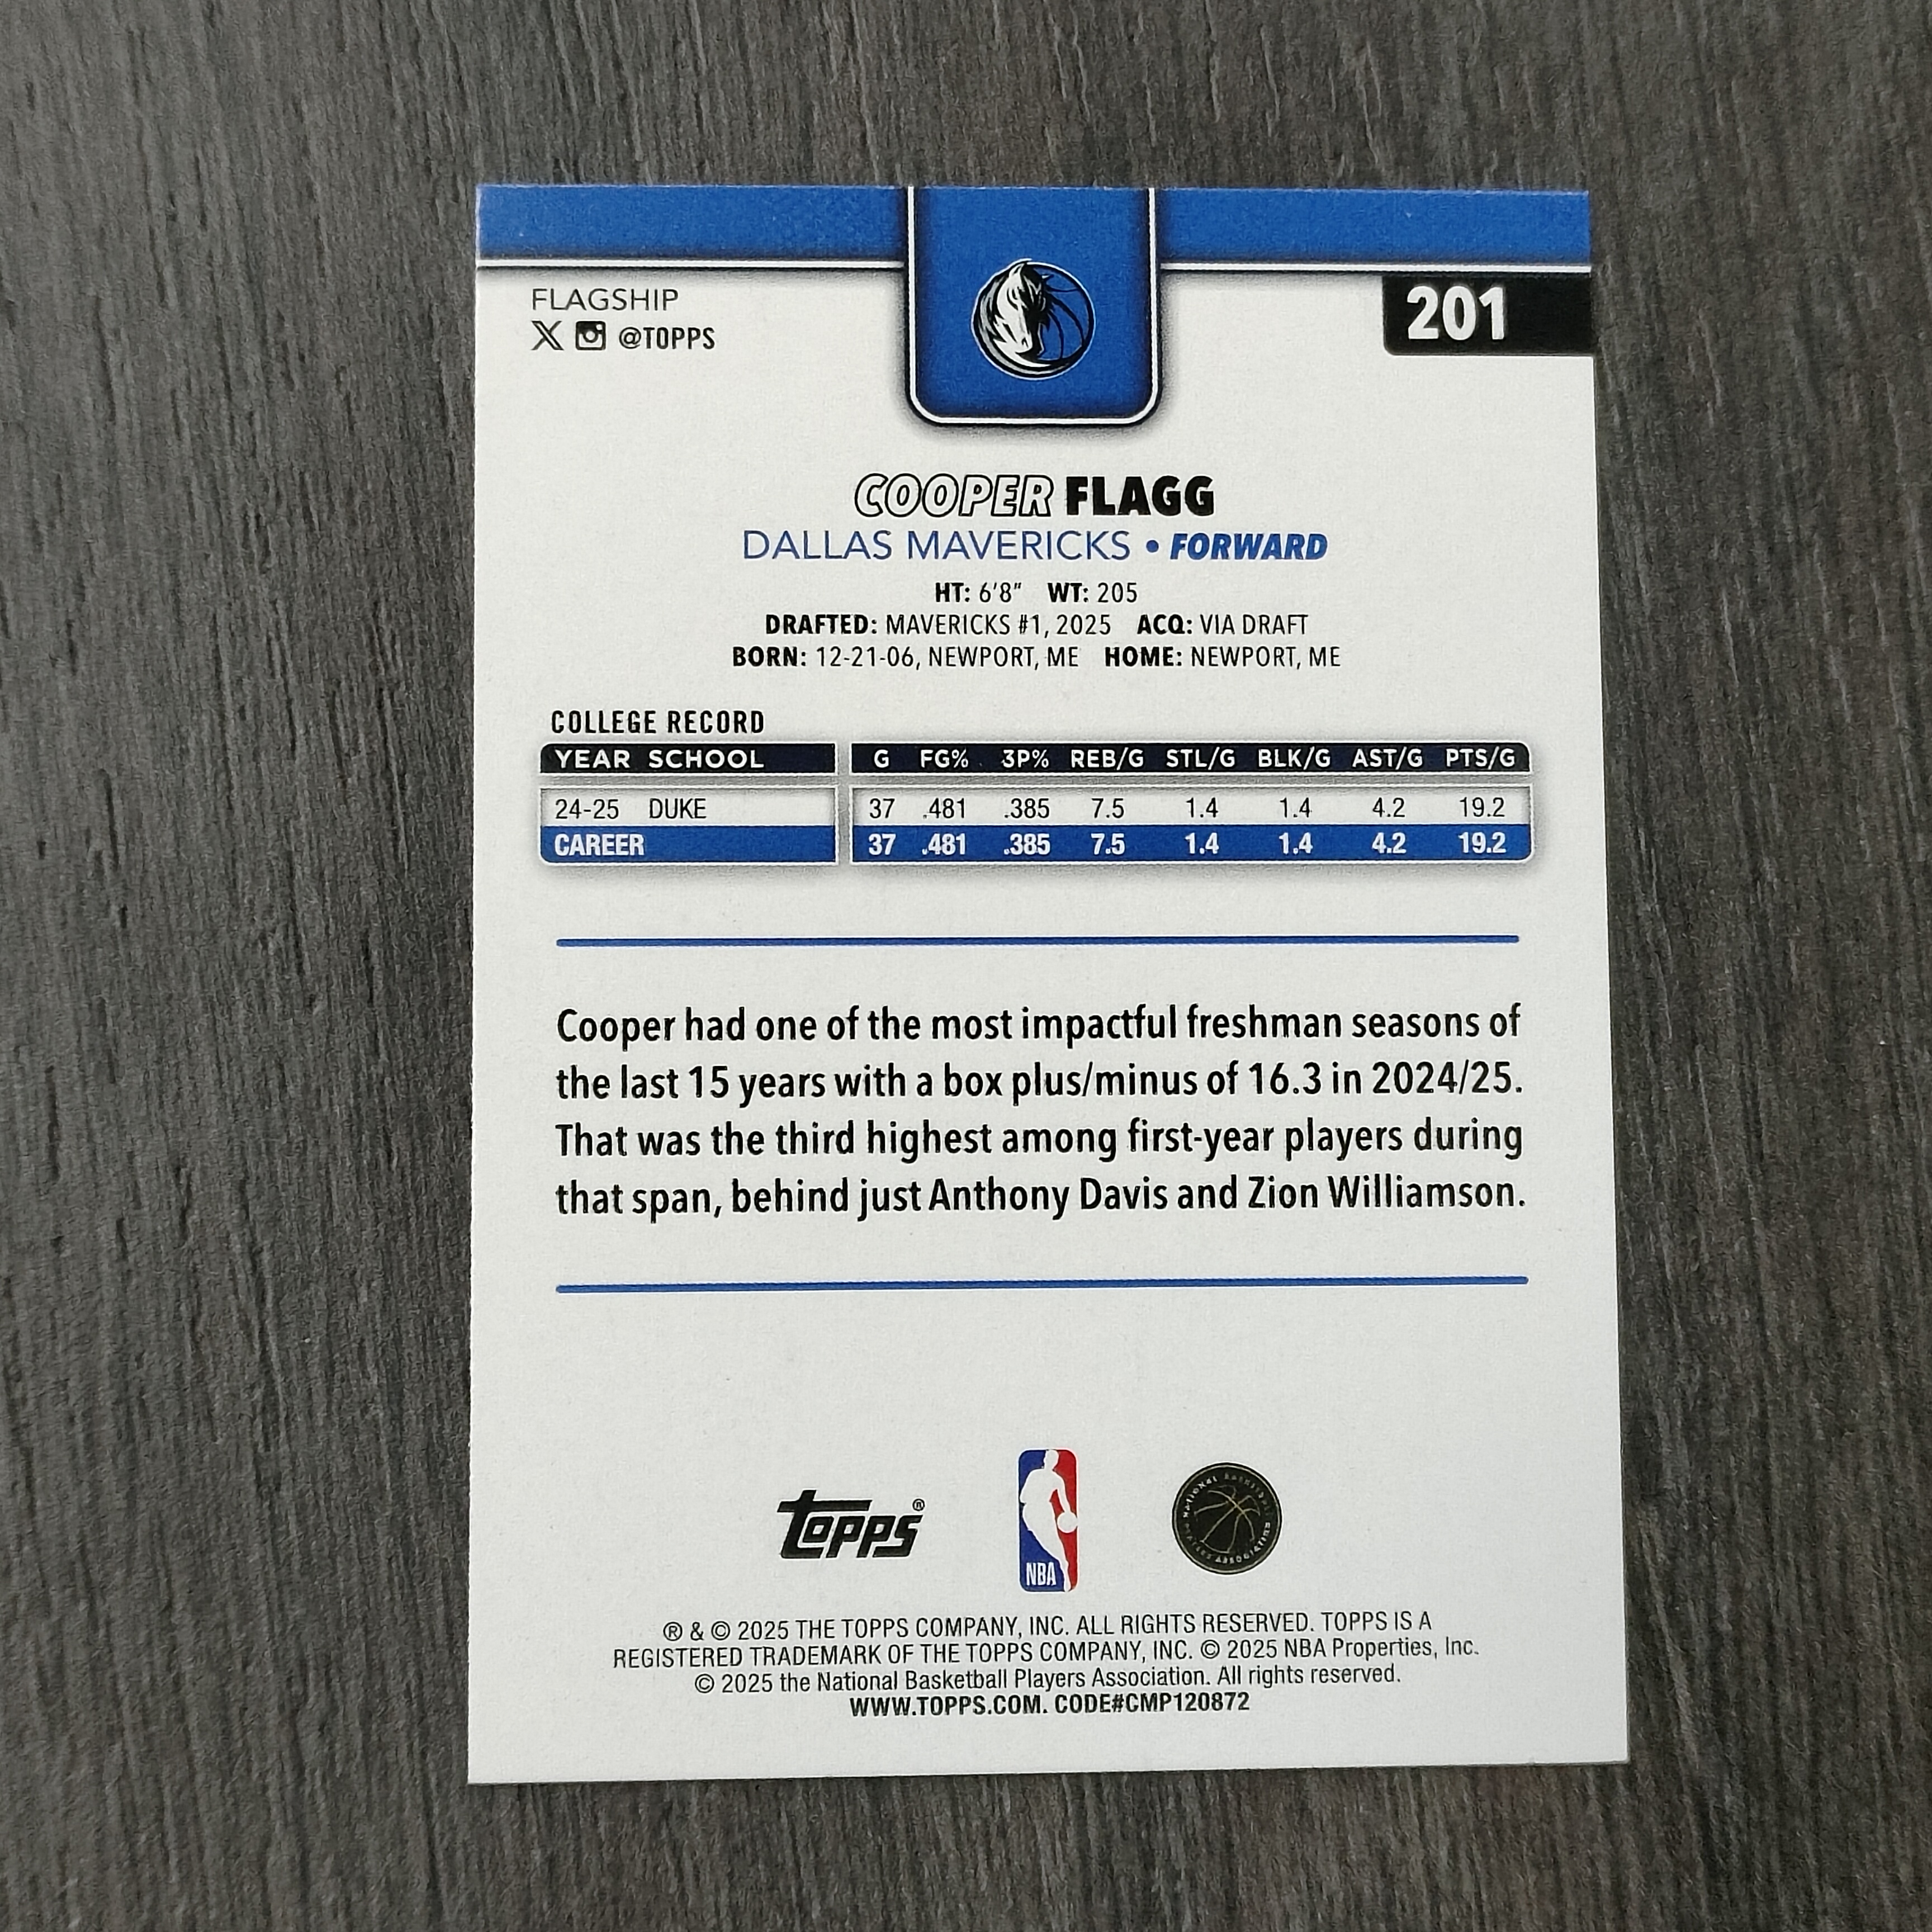 FLAGSHIP
201
X @TOPPS
COOPER FLAGG
DALLAS MAVERICKS • FORWARD
HT: 6'8" WT: 205
DRAFTED: MAVERICKS #1, 2025 ACQ: VIA DRAFT
BORN: 12-21-06, NEWPORT, ME HOME: NEWPORT, ME
COLLEGE RECORD
YEAR SCHOOL G FG% 3P% REB/G STL/G BLK/G AST/G PTS/G
24-25 DUKE 37 .481 .385 7.5 1.4 1.4 4.2 19.2
CAREER 37 .481 .385 7.5 1.4 1.4 4.2 19.2
Cooper had one of the most impactful freshman seasons of
the last 15 years with a box plus/minus of 16.3 in 2024/25.
That was the third highest among first-year players during
that span, behind just Anthony Davis and Zion Williamson.
Topps®
NBA
National Basketball Players Association
® & © 2025 THE TOPPS COMPANY, INC. ALL RIGHTS RESERVED. TOPPS IS A
REGISTERED TRADEMARK OF THE TOPPS COMPANY, INC. © 2025 NBA Properties, Inc.
© 2025 the National Basketball Players Association. All rights reserved.
WWW.TOPPS.COM. CODE#CMP120872